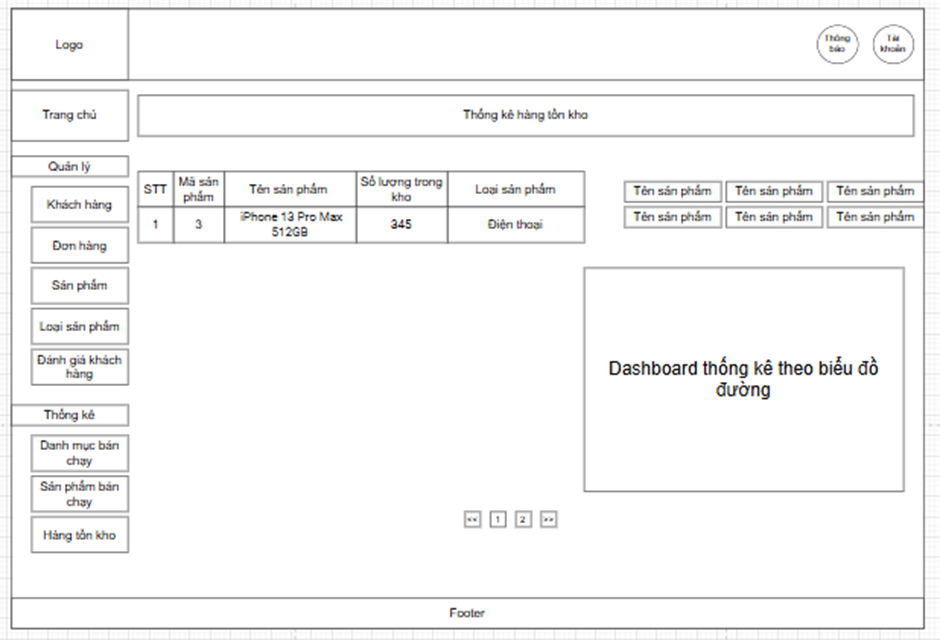 Logo
Thông
báo
Tài
khoản
Trang chủ
Thống kê hàng tồn kho
Quản lý
Khách hàng
Đơn hàng
Sản phẩm
Loại sản phẩm
Đánh giá khách
hàng
Thống kê
Danh mục bán
chạy
Sản phẩm bán
chạy
Hàng tồn kho
STT
Mã sản
phẩm
Tên sản phẩm
Số lượng trong
kho
Loại sản phẩm
1
3
iPhone 13 Pro Max
512GB
345
Điện thoại
Tên sản phẩm
Tên sản phẩm
Tên sản phẩm
Tên sản phẩm
Tên sản phẩm
Tên sản phẩm
Dashboard thống kê theo biểu đồ
đường
<<
1
2
>>
Footer